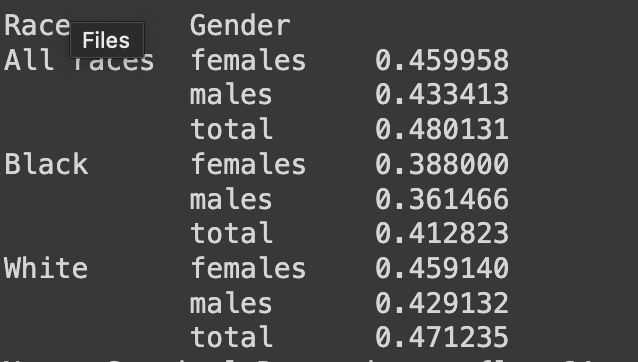 Race Gender
Files
All races females 0.459958
males 0.433413
total 0.480131
Black females 0.388000
males 0.361466
total 0.412823
White females 0.459140
males 0.429132
total 0.471235